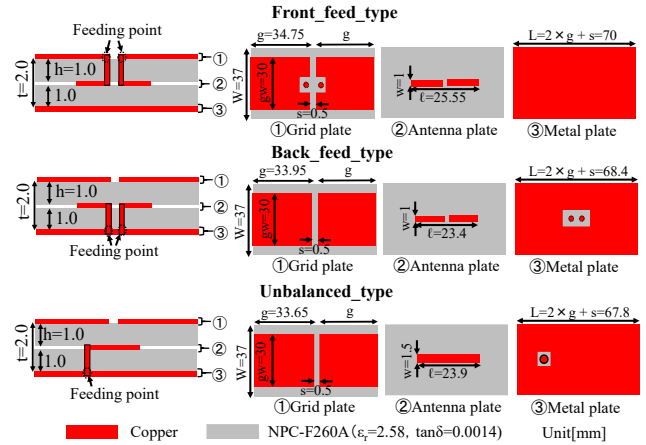 Front_feed_type
Feeding point
t=2.0
h=1.0
1.0
①
②
③
g=34.75
g
W=37
gw=30
s=0.5
①Grid plate
w=1
ℓ=25.55
②Antenna plate
L=2×g + s=70
③Metal plate
Back_feed_type
t=2.0
h=1.0
1.0
①
②
③
Feeding point
g=33.95
g
W=37
gw=30
s=0.5
①Grid plate
w=1
ℓ=23.4
②Antenna plate
L=2×g + s=68.4
③Metal plate
Unbalanced_type
t=2.0
h=1.0
1.0
①
②
③
Feeding point
g=33.65
g
W=37
gw=30
s=0.5
①Grid plate
w=1.5
ℓ=23.9
②Antenna plate
L=2×g + s=67.8
③Metal plate
Copper
NPC-F260A(εr=2.58, tanδ=0.0014)
Unit[mm]